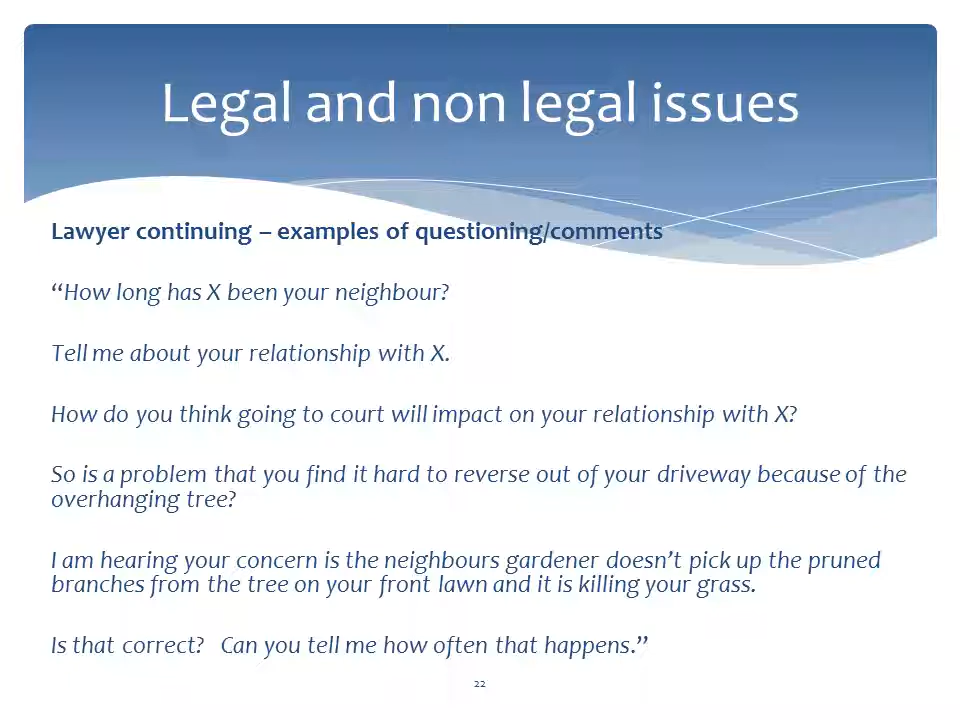 Legal and non legal issues
Lawyer continuing – examples of questioning/comments
“How long has X been your neighbour?
Tell me about your relationship with X.
How do you think going to court will impact on your relationship with X?
So is a problem that you find it hard to reverse out of your driveway because of the
overhanging tree?
I am hearing your concern is the neighbours gardener doesn’t pick up the pruned
branches from the tree on your front lawn and it is killing your grass.
Is that correct?   Can you tell me how often that happens.”
22